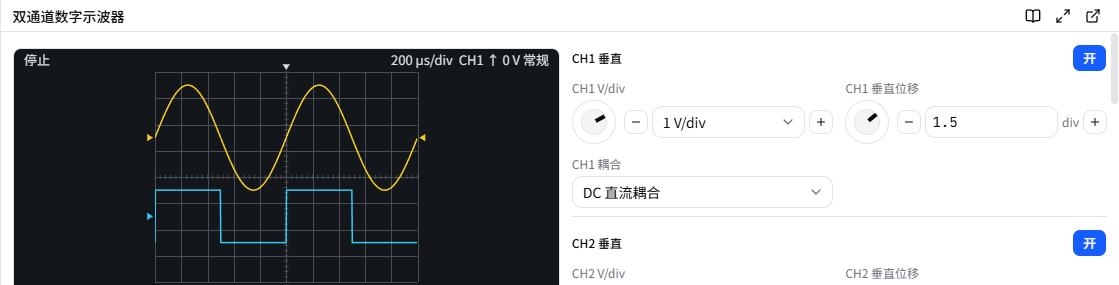 双通道数字示波器
停止
200 µs/div CH1 ↑ 0 V 常规
CH1 垂直
开
CH1 V/div
CH1 垂直位移
1 V/div
1.5
div
CH1 耦合
DC 直流耦合
CH2 垂直
开
CH2 V/div
CH2 垂直位移